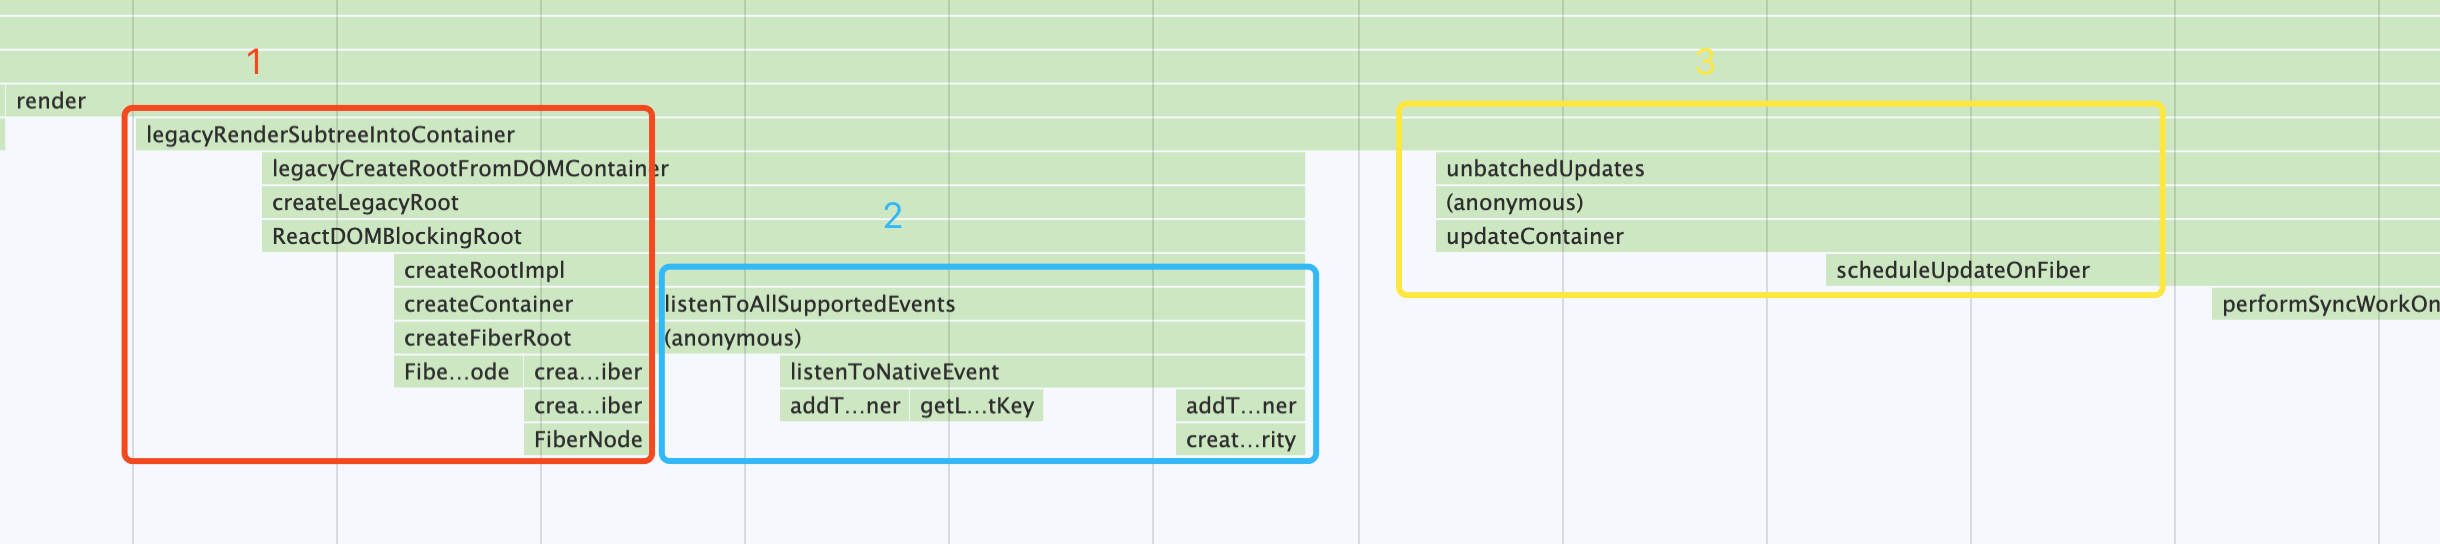 1
3
render
legacyRenderSubtreeIntoContainer
legacyCreateRootFromDOMContainer
unbatchedUpdates
createLegacyRoot
2
(anonymous)
ReactDOMBlockingRoot
updateContainer
createRootImpl
scheduleUpdateOnFiber
createContainer
listenToAllSupportedEvents
performSyncWorkOn
createFiberRoot
(anonymous)
Fibe…ode
crea…iber
listenToNativeEvent
crea…iber
addT…ner
getL…tKey
addT…ner
FiberNode
creat…rity